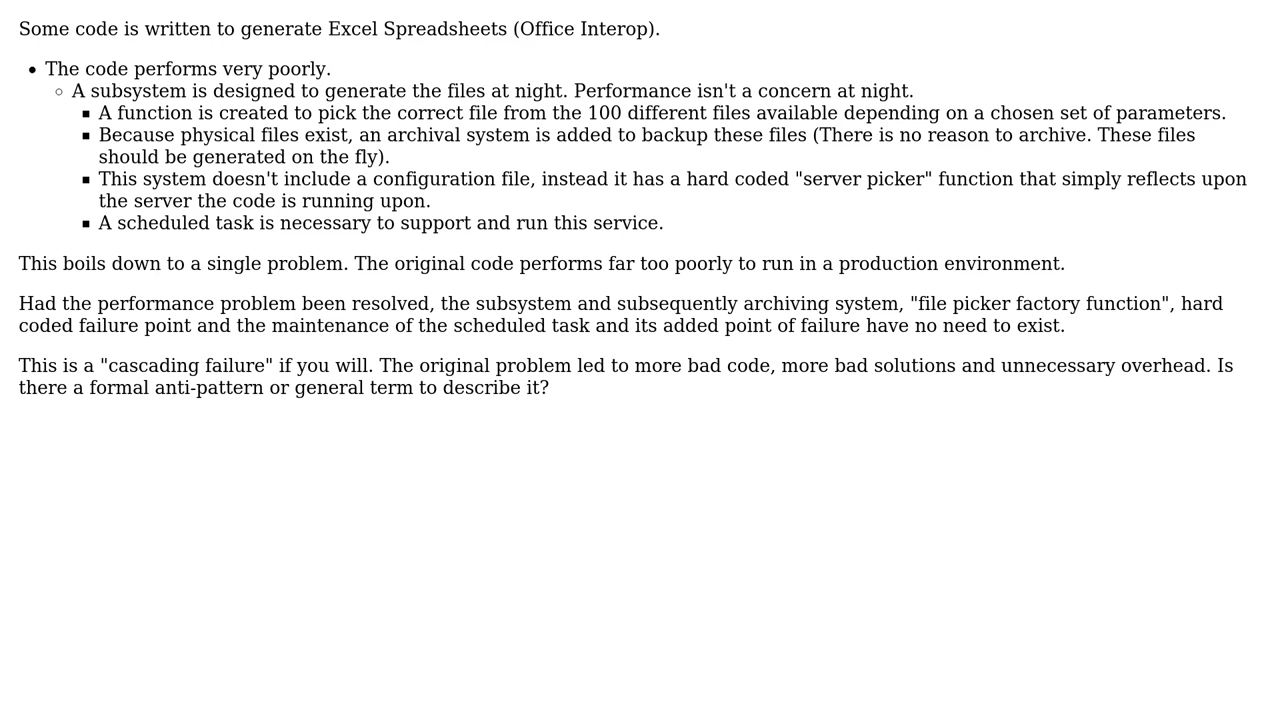 Some code is written to generate Excel Spreadsheets (Office Interop).
The code performs very poorly.
A subsystem is designed to generate the files at night. Performance isn't a concern at night.
A function is created to pick the correct file from the 100 different files available depending on a chosen set of parameters.
Because physical files exist, an archival system is added to backup these files (There is no reason to archive. These files
should be generated on the fly).
This system doesn't include a configuration file, instead it has a hard coded "server picker" function that simply reflects upon
the server the code is running upon.
A scheduled task is necessary to support and run this service.
This boils down to a single problem. The original code performs far too poorly to run in a production environment.
Had the performance problem been resolved, the subsystem and subsequently archiving system, "file picker factory function", hard
coded failure point and the maintenance of the scheduled task and its added point of failure have no need to exist.
This is a "cascading failure" if you will. The original problem led to more bad code, more bad solutions and unnecessary overhead. Is
there a formal anti-pattern or general term to describe it?